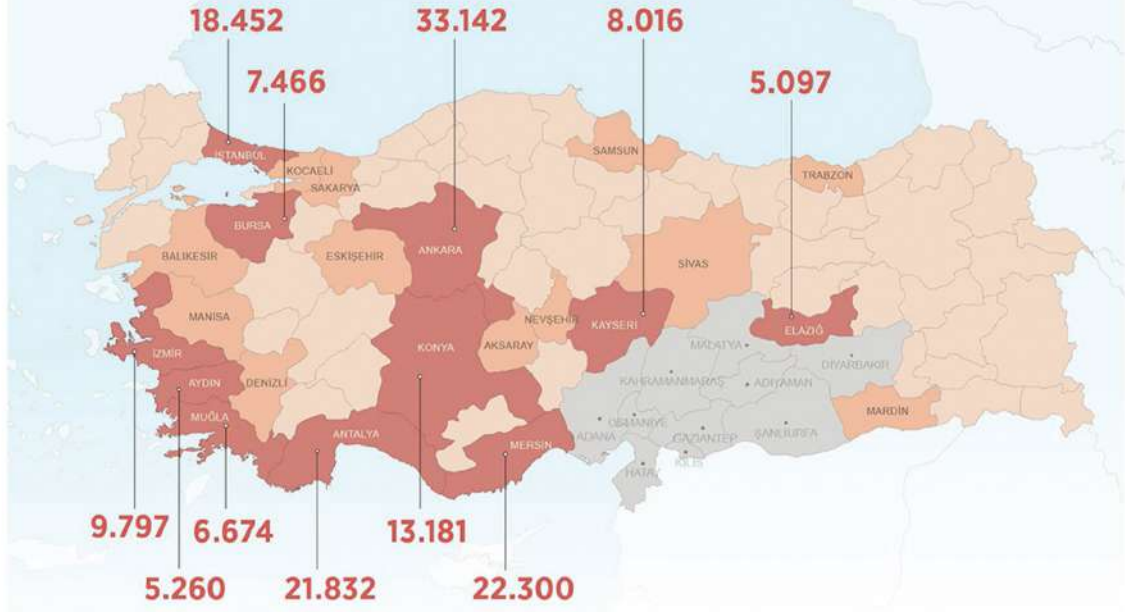 18.452
33.142
8.016
7.466
5.097
İSTANBUL
KOCAELİ
SAKARYA
SAMSUN
TRABZON
BURSA
ANKARA
BALIKESİR
ESKİŞEHİR
SİVAS
MANİSA
NEVŞEHİR
KAYSERİ
ELAZIĞ
İZMİR
KONYA
AKSARAY
MALATYA
DİYARBAKIR
AYDIN
DENİZLİ
KAHRAMANMARAŞ
ADIYAMAN
MUĞLA
ANTALYA
MERSİN
OSMANİYE
MARDİN
ADANA
GAZİANTEP
ŞANLIURFA
KİLİS
HATA
9.797
6.674
13.181
5.260
21.832
22.300